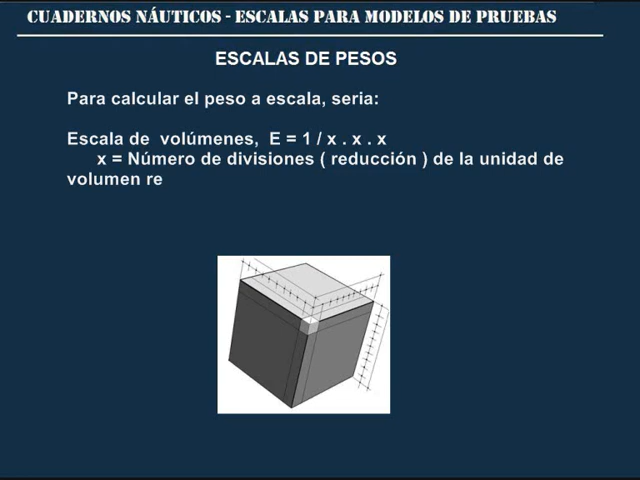 CUADERNOS NÁUTICOS - ESCALAS PARA MODELOS DE PRUEBAS
ESCALAS DE PESOS
Para calcular el peso a escala, seria:
Escala de volúmenes, E = 1 / x . x . x
x = Número de divisiones ( reducción ) de la unidad de
volumen re